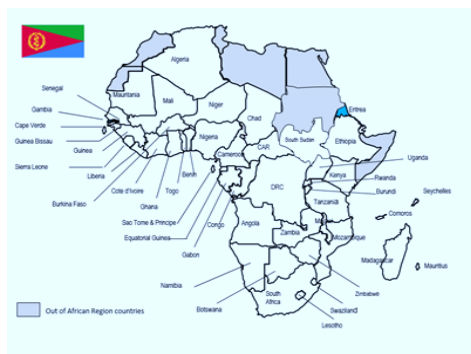 Algeria
Senegal
Mauritania
Mali
Niger
Chad
Eritrea
Gambia
Cape Verde
Guinea Bissau
Guinea
Nigeria
South Sudan
Ethiopia
Cameroon
CAR
Uganda
Sierra Leone
Liberia
Benin
Kenya
Rwanda
Cote d'Ivoire
Togo
DRC
Burundi
Seychelles
Burkina Faso
Ghana
Tanzania
Sao Tome & Principe
Congo
Comoros
Equatorial Guinea
Angola
Zambia
Mozambique
Gabon
Madagascar
Mauritius
Namibia
Zimbabwe
Botswana
South
Africa
Swaziland
Lesotho
Out of African Region countries